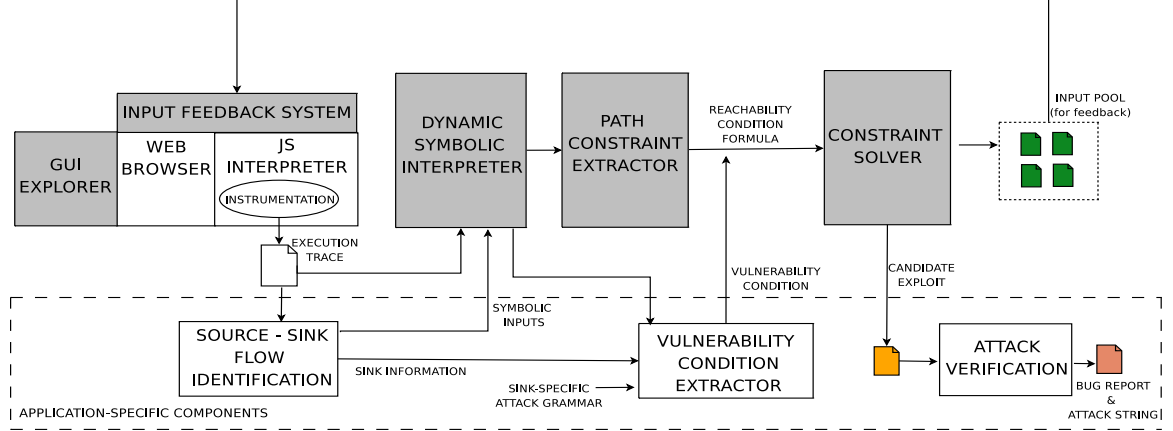 INPUT FEEDBACK SYSTEM
GUI
EXPLORER
WEB
BROWSER
JS
INTERPRETER
INSTRUMENTATION
EXECUTION
TRACE
DYNAMIC
SYMBOLIC
INTERPRETER
PATH
CONSTRAINT
EXTRACTOR
REACHABILITY
CONDITION
FORMULA
CONSTRAINT
SOLVER
INPUT POOL
(for feedback)
SYMBOLIC
INPUTS
VULNERABILITY
CONDITION
CANDIDATE
EXPLOIT
SOURCE - SINK
FLOW
IDENTIFICATION
SINK INFORMATION
SINK-SPECIFIC
ATTACK GRAMMAR
VULNERABILITY
CONDITION
EXTRACTOR
ATTACK
VERIFICATION
BUG REPORT
&
ATTACK STRING
APPLICATION-SPECIFIC COMPONENTS